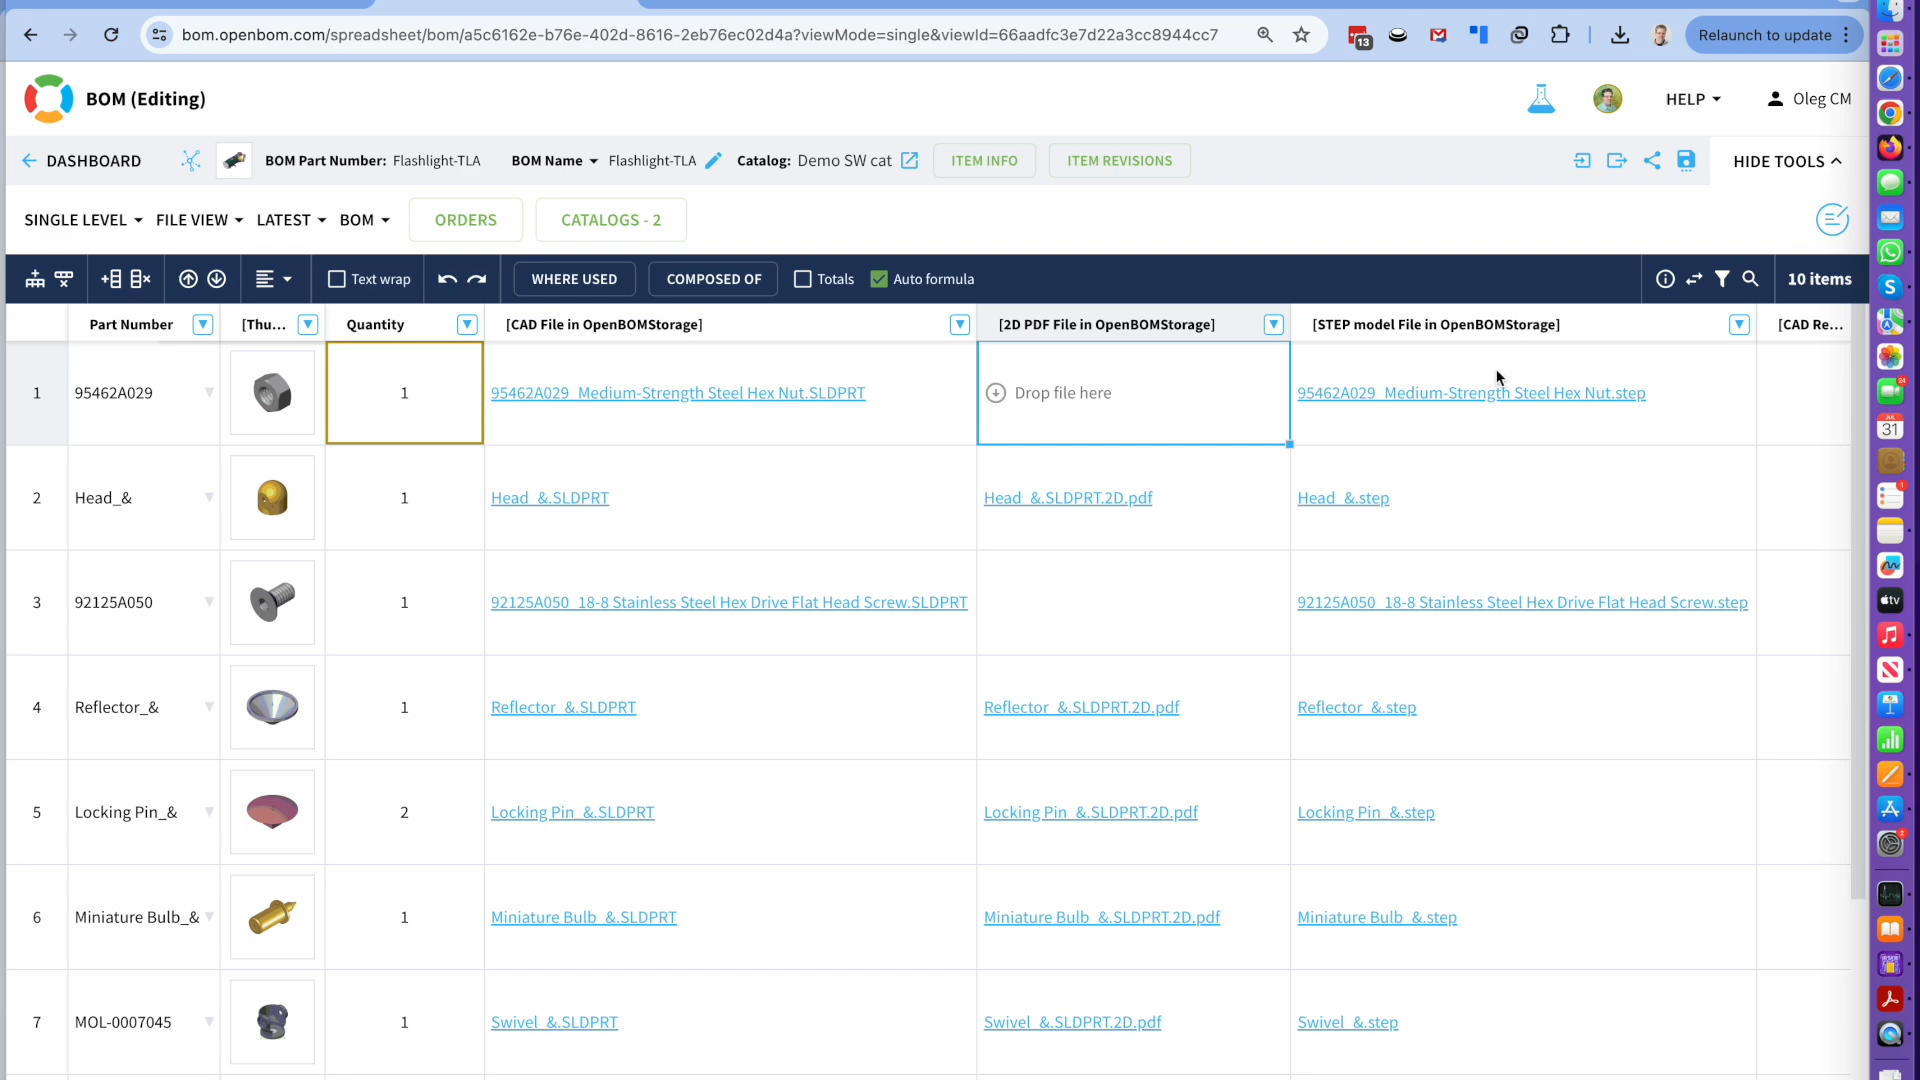 bom.openbom.com/spreadsheet/bom/a5c6162e-b76e-402d-8616-2eb76ec02d4a?viewMode=single&viewId=66aadfc3e7d22a3cc8944cc7
13
Relaunch to update
BOM (Editing)
HELP
Oleg CM
DASHBOARD
BOM Part Number: Flashlight-TLA
BOM Name Flashlight-TLA
Catalog: Demo SW cat
ITEM INFO
ITEM REVISIONS
HIDE TOOLS
SINGLE LEVEL FILE VIEW LATEST BOM
ORDERS
CATALOGS - 2
Text wrap
WHERE USED
COMPOSED OF
Totals
Auto formula
10 items
Part Number [Thu... Quantity [CAD File in OpenBOMStorage] [2D PDF File in OpenBOMStorage] [STEP model File in OpenBOMStorage] [CAD Re...
1 95462A029 1 95462A029_Medium-Strength Steel Hex Nut.SLDPRT Drop file here 95462A029_Medium-Strength Steel Hex Nut.step
2 Head_& 1 Head_&.SLDPRT Head_&.SLDPRT.2D.pdf Head_&.step
3 92125A050 1 92125A050_18-8 Stainless Steel Hex Drive Flat Head Screw.SLDPRT 92125A050_18-8 Stainless Steel Hex Drive Flat Head Screw.step
4 Reflector_& 1 Reflector_&.SLDPRT Reflector_&.SLDPRT.2D.pdf Reflector_&.step
5 Locking Pin_& 2 Locking Pin_&.SLDPRT Locking Pin_&.SLDPRT.2D.pdf Locking Pin_&.step
6 Miniature Bulb_& 1 Miniature Bulb_&.SLDPRT Miniature Bulb_&.SLDPRT.2D.pdf Miniature Bulb_&.step
7 MOL-0007045 1 Swivel_&.SLDPRT Swivel_&.SLDPRT.2D.pdf Swivel_&.step
24
JUL
31
1
tv
2